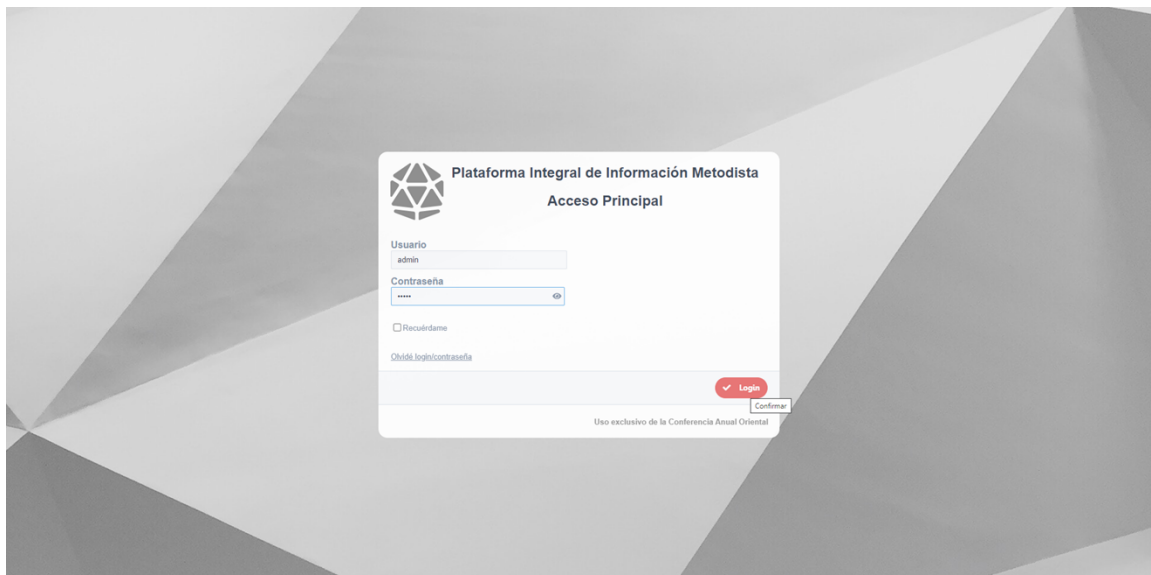 Plataforma Integral de Información Metodista
Acceso Principal
Usuario
admin
Contraseña
•••••
Recuérdame
Olvidé login/contraseña
Login
Confirmar
Uso exclusivo de la Conferencia Anual Oriental